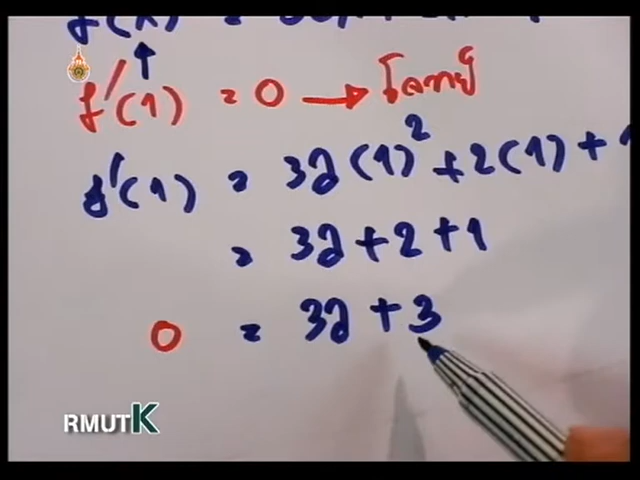 f'(1) = 0 → โจทย์
f'(1) = 3a(1)² + 2(1) + 1
= 3a + 2 + 1
0 = 3a + 3
RMUTK